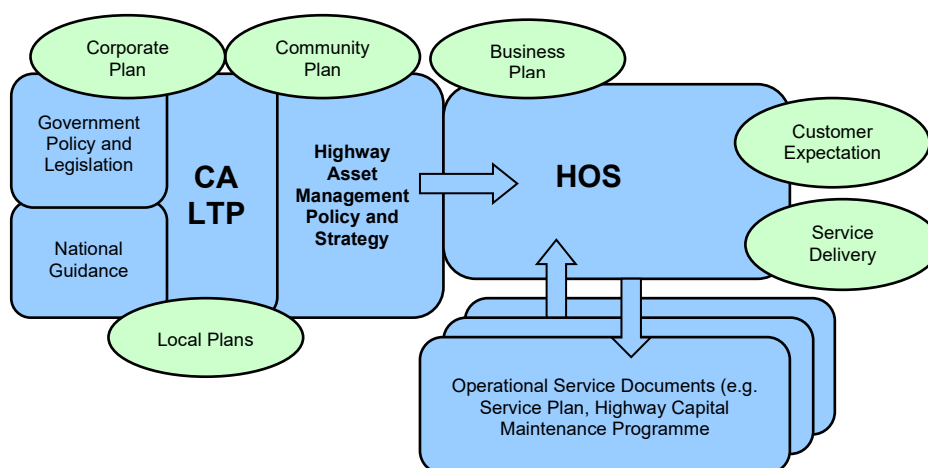 Corporate
Plan
Community
Plan
Business
Plan
Government
Policy and
Legislation
CA
LTP
Highway
Asset
Management
Policy and
Strategy
HOS
Customer
Expectation
National
Guidance
Service
Delivery
Local Plans
Operational Service Documents (e.g.
Service Plan, Highway Capital
Maintenance Programme